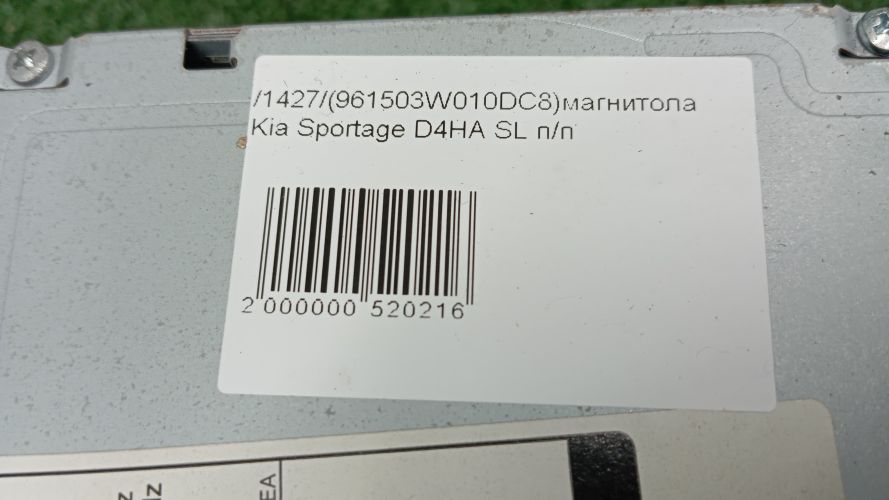 /1427/(961503W010DC8)магнитола
Kia Sportage D4HA SL п/п
2 000000 520216